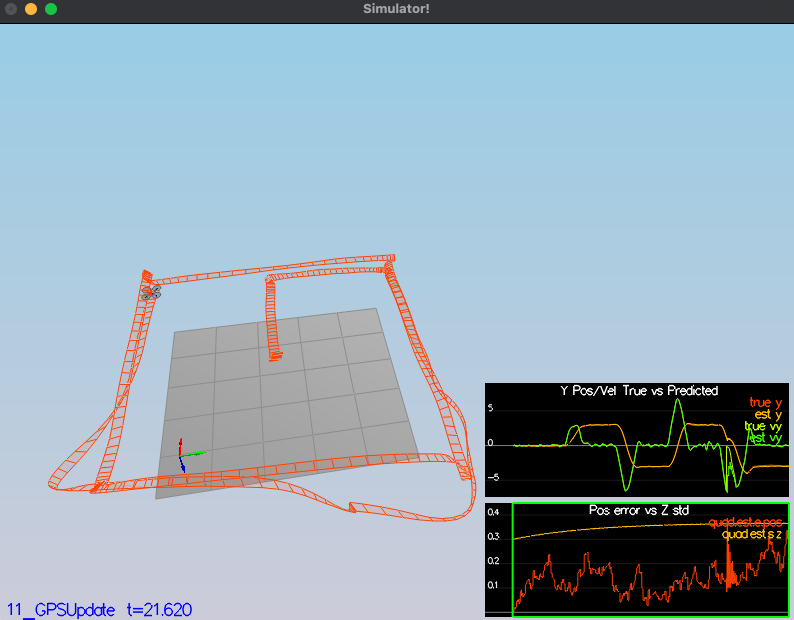 Simulator!
Y Pos/Vel True vs Predicted
true y
est y
true vy
est vy
5
0
-5
Pos error vs Z std
quad.est.e.pos
quad.est.s.z
0.4
0.3
0.2
0.1
11_GPSUpdate t=21.620